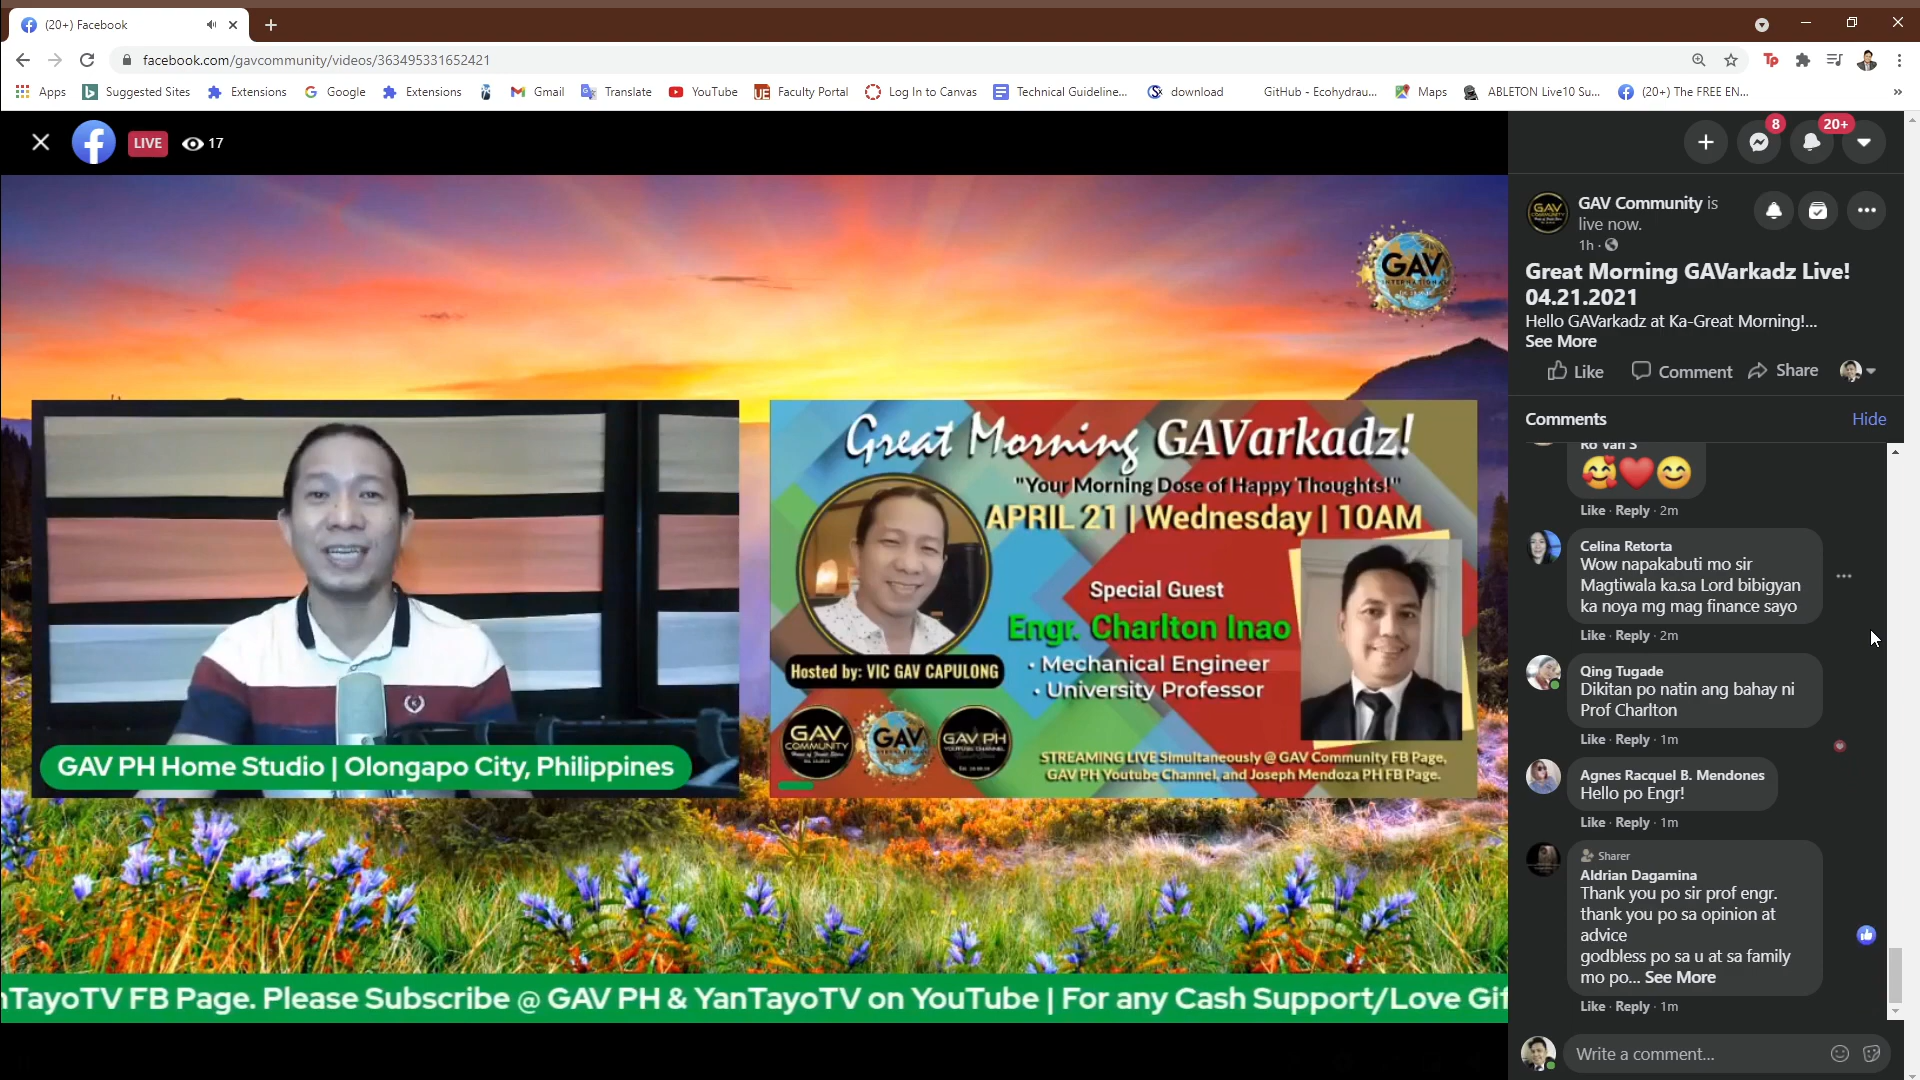 (20+) Facebook
facebook.com/gavcommunity/videos/363495331652421
Apps
Suggested Sites
Extensions
Google
Extensions
Gmail
Translate
YouTube
UE Faculty Portal
Log In to Canvas
Technical Guideline...
download
GitHub - Ecohydrau...
Maps
ABLETON Live10 Su...
(20+) The FREE EN...
»
Tp
LIVE
17
8
20+
GAV
INTERNATIONAL
Great Morning GAVarkadz!
"Your Morning Dose of Happy Thoughts!"
APRIL 21 | Wednesday | 10AM
Special Guest
Engr. Charlton Inao
• Mechanical Engineer
• University Professor
Hosted by: VIC GAV CAPULONG
GAV
COMMUNITY
GAV
GAV PH
YOUTUBE CHANNEL
STREAMING LIVE Simultaneously @ GAV Community FB Page,
GAV PH Youtube Channel, and Joseph Mendoza PH FB Page.
GAV PH Home Studio | Olongapo City, Philippines
nTayoTV FB Page. Please Subscribe @ GAV PH & YanTayoTV on YouTube | For any Cash Support/Love Gif
GAV
COMMUNITY
GAV Community is
live now.
1h ·
Great Morning GAVarkadz Live!
04.21.2021
Hello GAVarkadz at Ka-Great Morning!...
See More
Like
Comment
Share
Comments
Hide
Ro Van S
Like · Reply · 2m
Celina Retorta
Wow napakabuti mo sir
Magtiwala ka.sa Lord bibigyan
ka noya mg mag finance sayo
Like · Reply · 2m
Qing Tugade
Dikitan po natin ang bahay ni
Prof Charlton
Like · Reply · 1m
Agnes Racquel B. Mendones
Hello po Engr!
Like · Reply · 1m
Sharer
Aldrian Dagamina
Thank you po sir prof engr.
thank you po sa opinion at
advice
godbless po sa u at sa family
mo po... See More
Like · Reply · 1m
Write a comment...